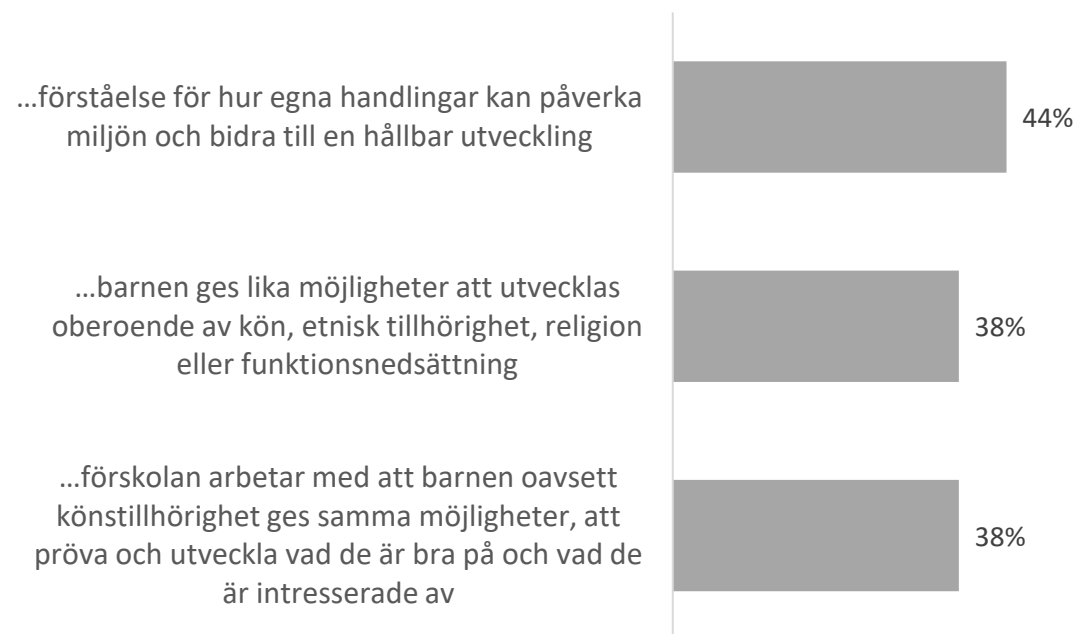 …förståelse för hur egna handlingar kan påverka
miljön och bidra till en hållbar utveckling
44%
…barnen ges lika möjligheter att utvecklas
oberoende av kön, etnisk tillhörighet, religion
eller funktionsnedsättning
38%
…förskolan arbetar med att barnen oavsett
könstillhörighet ges samma möjligheter, att
pröva och utveckla vad de är bra på och vad de
är intresserade av
38%